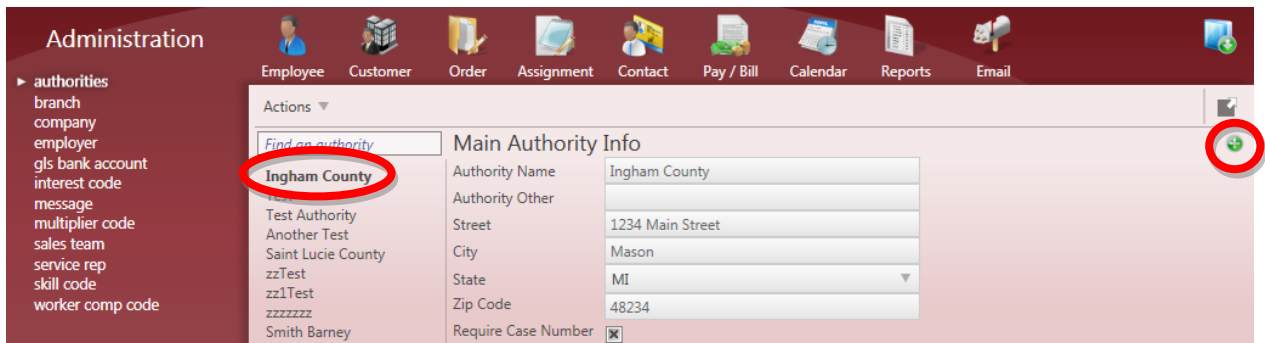 Administration
Employee Customer Order Assignment Contact Pay / Bill Calendar Reports Email
authorities
branch
company
employer
gls bank account
interest code
message
multiplier code
sales team
service rep
skill code
worker comp code
Actions
Find an authority
Ingham County
Test
Test Authority
Another Test
Saint Lucie County
zzTest
zz1Test
zzzzzzz
Smith Barney
Main Authority Info
Authority Name Ingham County
Authority Other
Street 1234 Main Street
City Mason
State MI
Zip Code 48234
Require Case Number